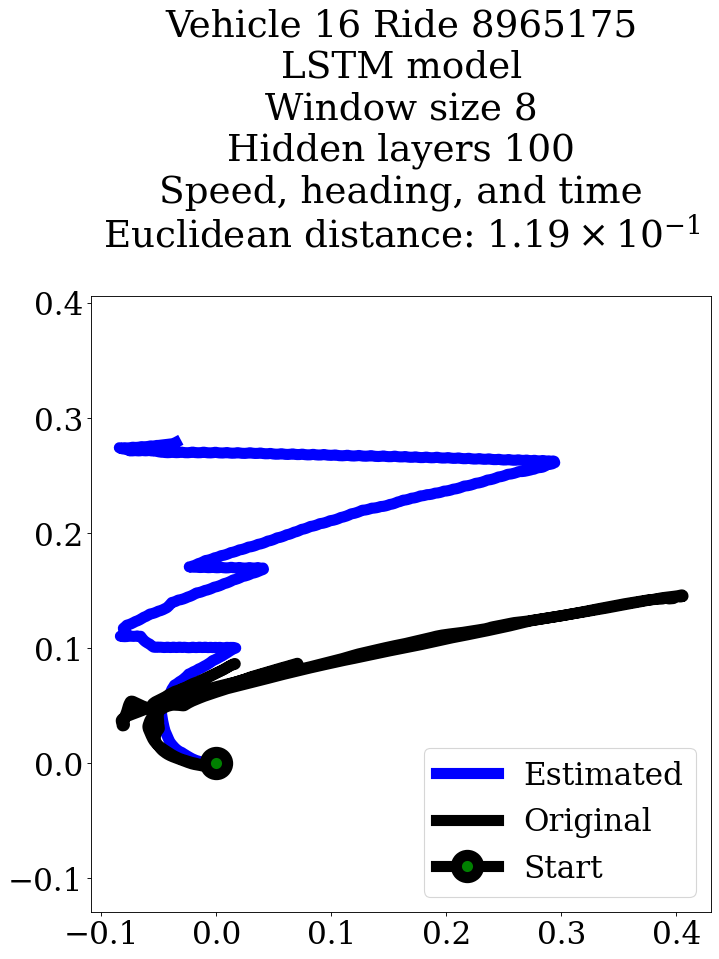 Vehicle 16 Ride 8965175
LSTM model
Window size 8
Hidden layers 100
Speed, heading, and time
Euclidean distance: 1.19 × 10⁻¹
0.4
0.3
0.2
0.1
0.0
−0.1
−0.1 0.0 0.1 0.2 0.3 0.4
Estimated
Original
Start